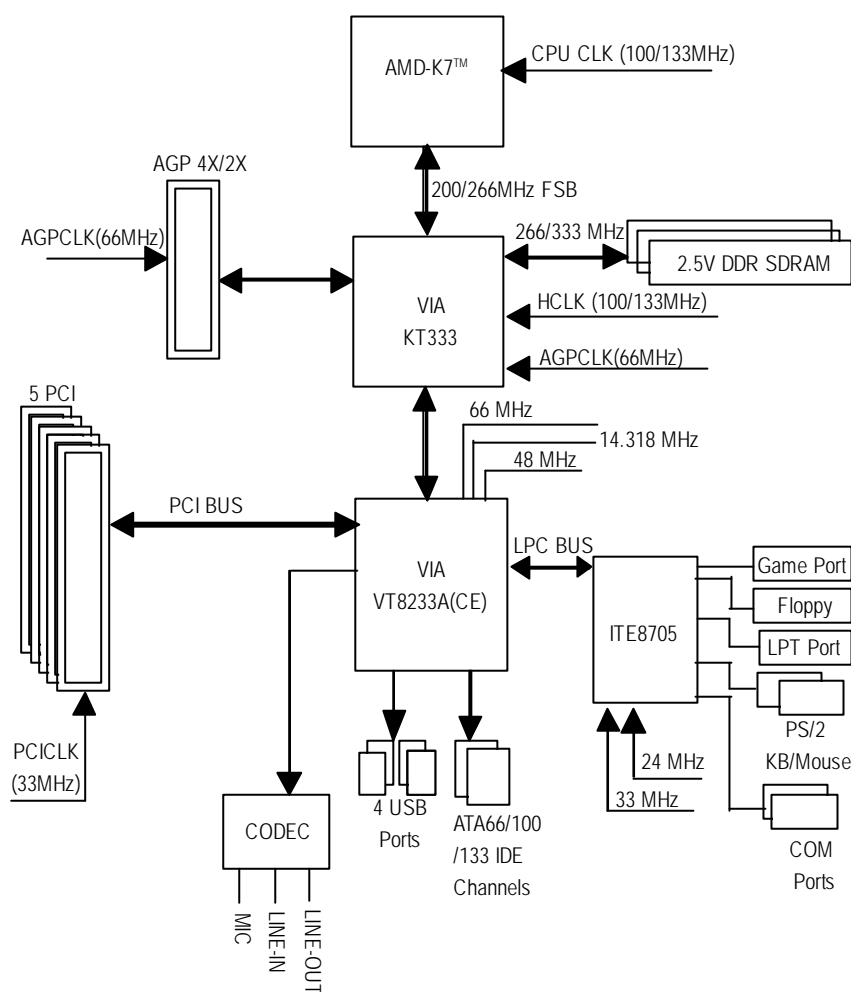 AMD-K7™
CPU CLK (100/133MHz)
AGP 4X/2X
200/266MHz FSB
AGPCLK(66MHz)
266/333 MHz
2.5V DDR SDRAM
VIA
KT333
HCLK (100/133MHz)
AGPCLK(66MHz)
5 PCI
66 MHz
14.318 MHz
48 MHz
PCI BUS
VIA
VT8233A(CE)
LPC BUS
ITE8705
Game Port
Floppy
LPT Port
PS/2
KB/Mouse
PCICLK
(33MHz)
24 MHz
33 MHz
CODEC
4 USB
Ports
ATA66/100
/133 IDE
Channels
COM
Ports
MIC
LINE-IN
LINE-OUT